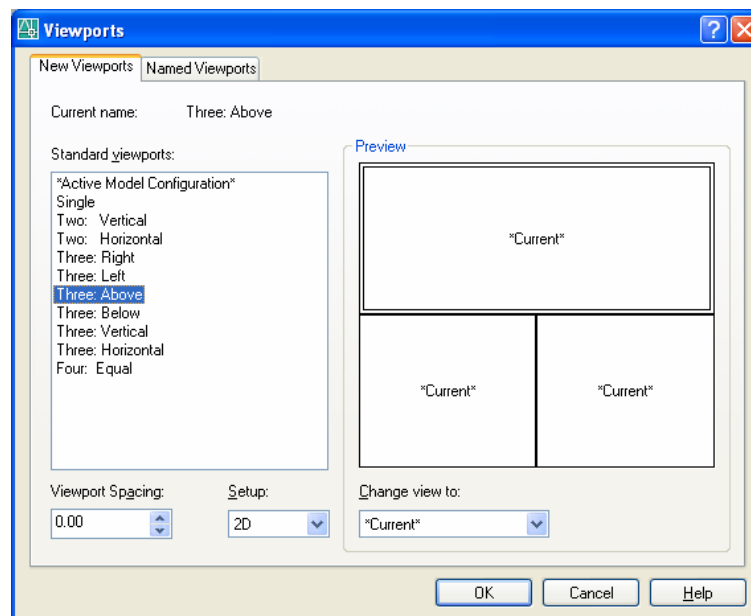 Viewports
New Viewports
Named Viewports
Current name: Three: Above
Standard viewports:
*Active Model Configuration*
Single
Two: Vertical
Two: Horizontal
Three: Right
Three: Left
Three: Above
Three: Below
Three: Vertical
Three: Horizontal
Four: Equal
Preview
*Current*
*Current* *Current*
Viewport Spacing:
0.00
Setup:
2D
Change view to:
*Current*
OK
Cancel
Help